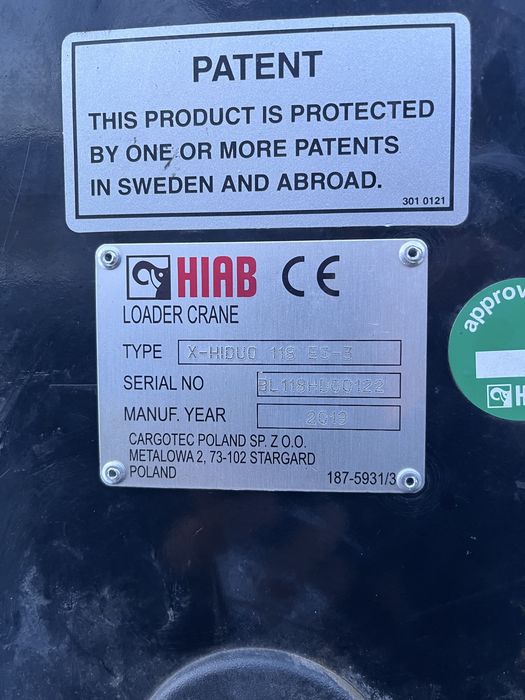 PATENT
THIS PRODUCT IS PROTECTED
BY ONE OR MORE PATENTS
IN SWEDEN AND ABROAD.
301 0121
HIAB CE
LOADER CRANE
TYPE X-HIDUO 118 ES-3
SERIAL NO BL118HD00122
MANUF. YEAR 2019
CARGOTEC POLAND SP. Z O.O.
METALOWA 2, 73-102 STARGARD
POLAND 187-5931/3
approv
H